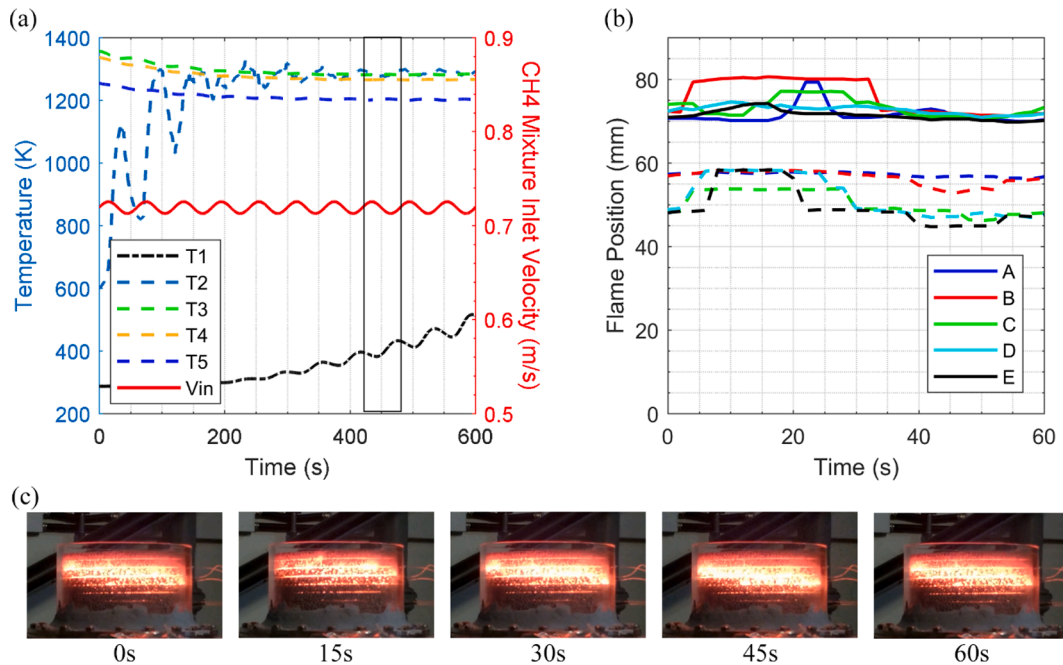 (a)
1400
1200
1000
800
600
400
200
Temperature (K)
0.9
0.8
0.7
0.6
0.5
CH4 Mixture Inlet Velocity (m/s)
T1
T2
T3
T4
T5
Vin
0 200 400 600
Time (s)
(b)
80
60
40
20
0
Flame Position (mm)
A
B
C
D
E
0 20 40 60
Time (s)
(c)
0s 15s 30s 45s 60s